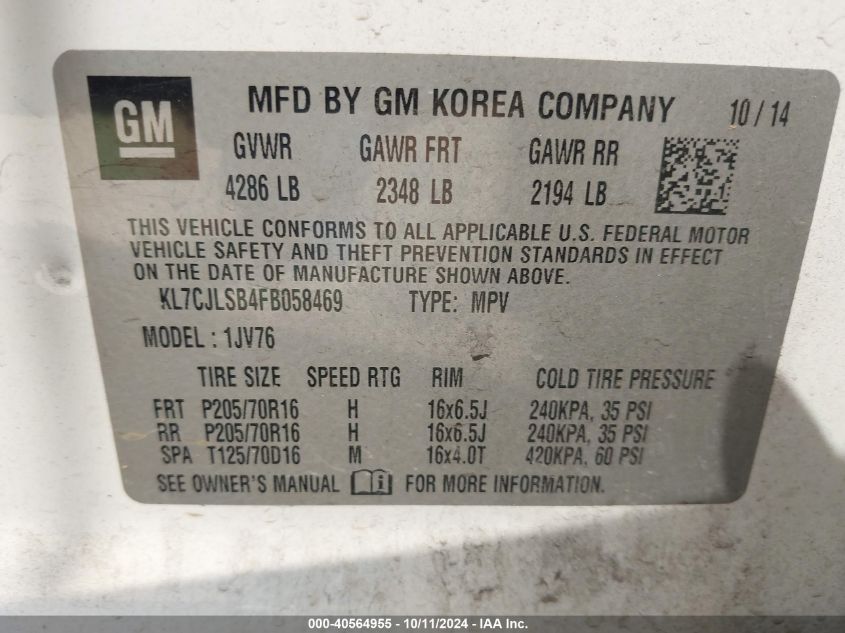 GM
MFD BY GM KOREA COMPANY 10/14
GVWR GAWR FRT GAWR RR
4286 LB 2348 LB 2194 LB
THIS VEHICLE CONFORMS TO ALL APPLICABLE U.S. FEDERAL MOTOR
VEHICLE SAFETY AND THEFT PREVENTION STANDARDS IN EFFECT
ON THE DATE OF MANUFACTURE SHOWN ABOVE.
KL7CJLSB4FB058469 TYPE: MPV
MODEL : 1JV76
TIRE SIZE SPEED RTG RIM COLD TIRE PRESSURE
FRT P205/70R16 H 16x6.5J 240KPA, 35 PSI
RR P205/70R16 H 16x6.5J 240KPA, 35 PSI
SPA T125/70D16 M 16x4.0T 420KPA, 60 PSI
SEE OWNER'S MANUAL i FOR MORE INFORMATION.
000-40564955 - 10/11/2024 - IAA Inc.